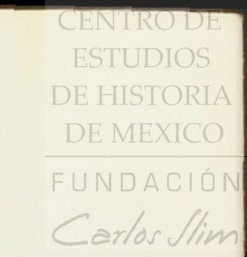 CENTRO DE
ESTUDIOS
DE HISTORIA
DE MEXICO
FUNDACIÓN
Carlos Slim